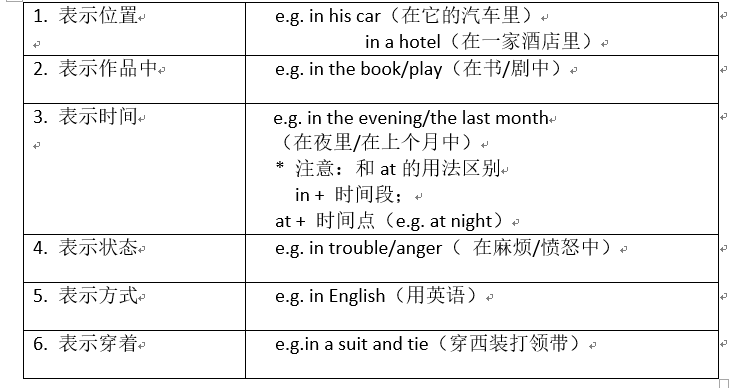 1. 表示位置
e.g. in his car（在它的汽车里）
in a hotel（在一家酒店里）
2. 表示作品中
e.g. in the book/play（在书/剧中）
3. 表示时间
e.g. in the evening/the last month
（在夜里/在上个月中）
* 注意：和 at 的用法区别
in + 时间段；
at + 时间点（e.g. at night）
4. 表示状态
e.g. in trouble/anger（ 在麻烦/愤怒中）
5. 表示方式
e.g. in English（用英语）
6. 表示穿着
e.g.in a suit and tie（穿西装打领带）